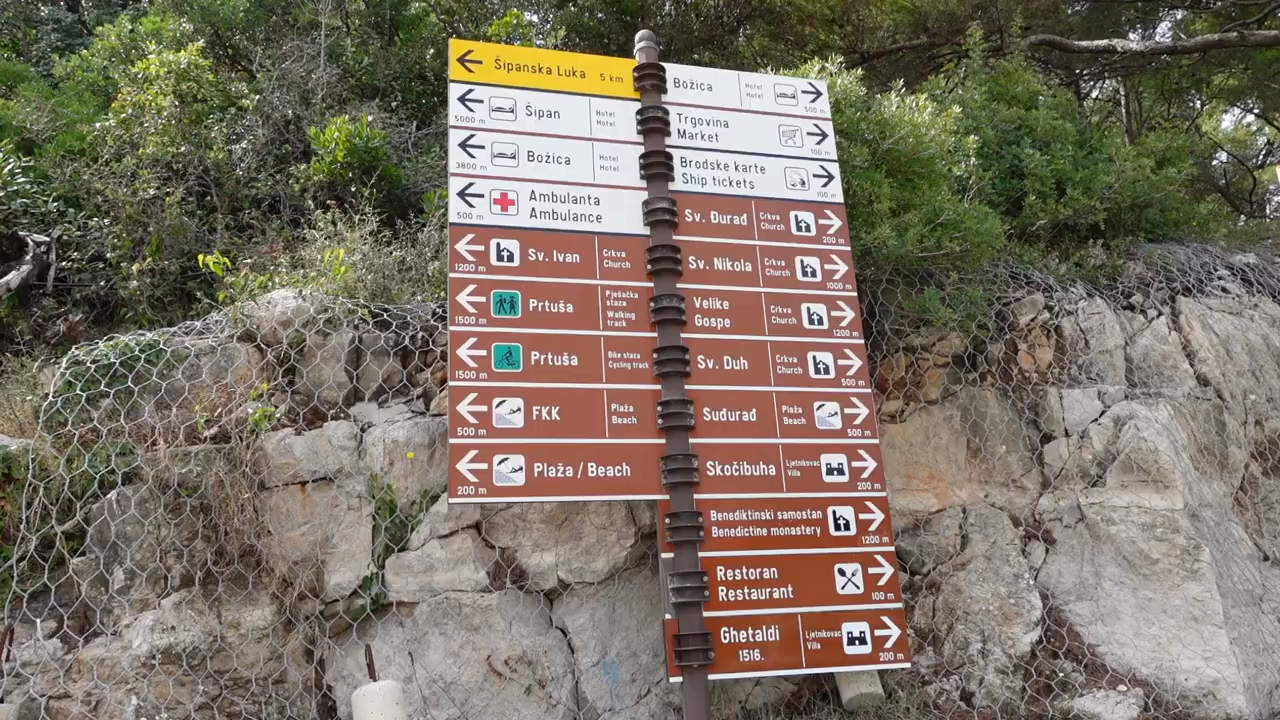 Šipanska Luka 5 km
Šipan Hotel Hotel 5000 m
Božica Hotel Hotel 3800 m
Ambulanta
Ambulance
500 m
Sv. Ivan Crkva Church 1200 m
Prtuša Pješačka staza Walking track 1500 m
Prtuša Bike staza Cycling track 1500 m
FKK Plaža Beach 500 m
Plaža / Beach 200 m
Božica Hotel Hotel 500 m
Trgovina
Market
100 m
Brodske karte
Ship tickets
100 m
Sv. Đurađ Crkva Church 200 m
Sv. Nikola Crkva Church 1000 m
Velike
Gospe
Crkva Church 1200 m
Sv. Duh Crkva Church 500 m
Suđurađ Plaža Beach 500 m
Skočibuha Ljetnikovac Villa 200 m
Benediktinski samostan
Benedictine monastery
1200 m
Restoran
Restaurant
100 m
Ghetaldi
1516.
Ljetnikovac Villa 200 m